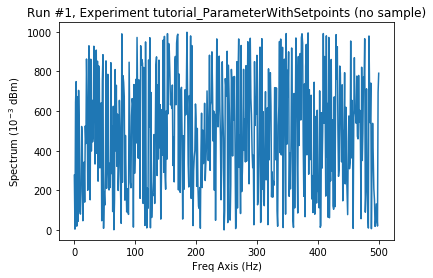 Run #1, Experiment tutorial_ParameterWithSetpoints (no sample)
1000
800
600
400
200
0
Spectrum (10⁻³ dBm)
0 100 200 300 400 500
Freq Axis (Hz)